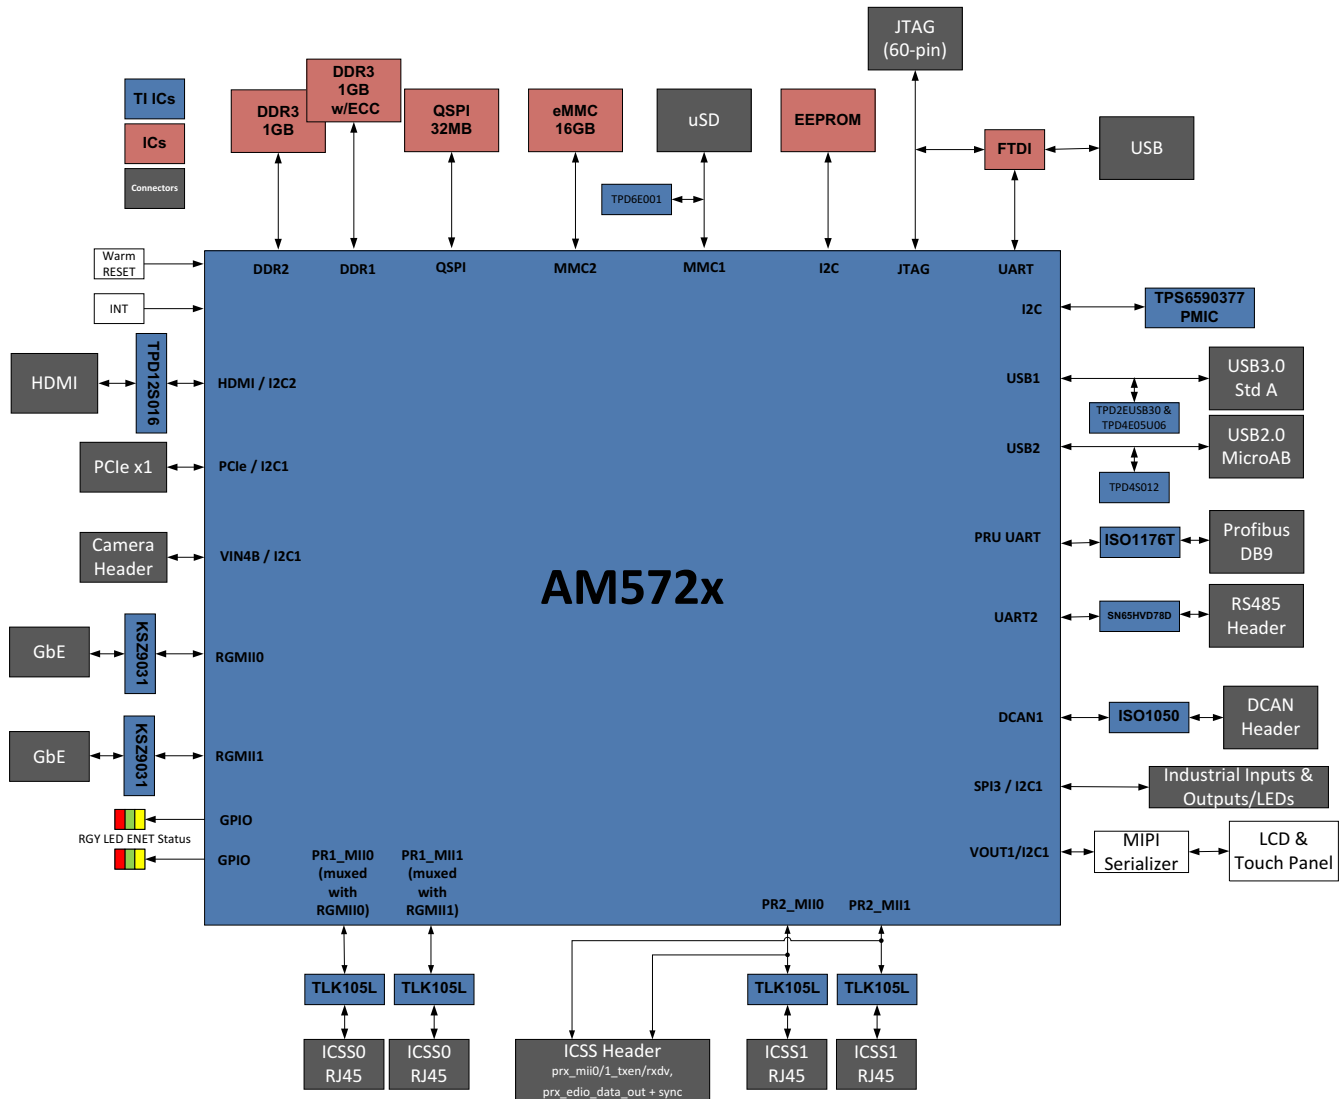 JTAG
(60-pin)
TI ICs
ICs
Connectors
DDR3
1GB
DDR3
1GB
w/ECC
QSPI
32MB
eMMC
16GB
uSD
TPD6E001
EEPROM
FTDI
USB
Warm
RESET
INT
DDR2
DDR1
QSPI
MMC2
MMC1
I2C
JTAG
UART
I2C
TPS6590377
PMIC
HDMI
TPD12S016
HDMI / I2C2
USB1
USB3.0
Std A
TPD2EUSB30 &
TPD4E05U06
USB2
USB2.0
MicroAB
TPD4S012
PCIe x1
PCIe / I2C1
Camera
Header
VIN4B / I2C1
AM572x
PRU UART
ISO1176T
Profibus
DB9
UART2
SN65HVD78D
RS485
Header
GbE
KSZ9031
RGMII0
GbE
KSZ9031
RGMII1
DCAN1
ISO1050
DCAN
Header
SPI3 / I2C1
Industrial Inputs &
Outputs/LEDs
GPIO
RGY LED ENET Status
GPIO
VOUT1/I2C1
MIPI
Serializer
LCD &
Touch Panel
PR1_MII0
(muxed
with
RGMII0)
PR1_MII1
(muxed
with
RGMII1)
PR2_MII0
PR2_MII1
TLK105L
TLK105L
TLK105L
TLK105L
ICSS0
RJ45
ICSS0
RJ45
ICSS Header
prx_mii0/1_txen/rxdv,
prx_edio_data_out + sync
ICSS1
RJ45
ICSS1
RJ45